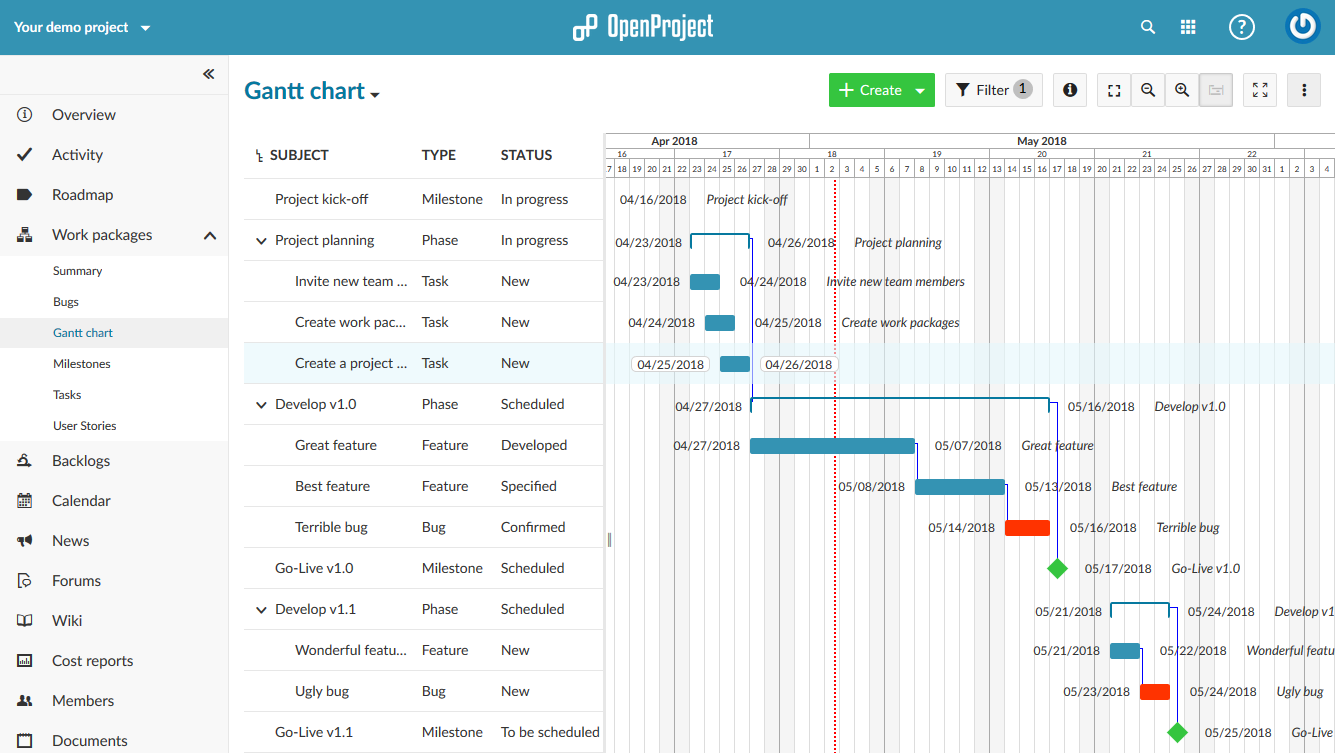 Your demo project
OpenProject
?
Gantt chart
Create
Filter 1
Overview
Activity
Roadmap
Work packages
Summary
Bugs
Gantt chart
Milestones
Tasks
User Stories
Backlogs
Calendar
News
Forums
Wiki
Cost reports
Members
Documents
SUBJECT TYPE STATUS
Apr 2018 May 2018
16 17 18 19 20 21 22
7 18 19 20 21 22 23 24 25 26 27 28 29 30 1 2 3 4 5 6 7 8 9 10 11 12 13 14 15 16 17 18 19 20 21 22 23 24 25 26 27 28 29 30 31 1 2 3 4
Project kick-off Milestone In progress 04/16/2018 Project kick-off
Project planning Phase In progress 04/23/2018 04/26/2018 Project planning
Invite new team ... Task New 04/23/2018 04/24/2018 Invite new team members
Create work pac... Task New 04/24/2018 04/25/2018 Create work packages
Create a project ... Task New 04/25/2018 04/26/2018
Develop v1.0 Phase Scheduled 04/27/2018 05/16/2018 Develop v1.0
Great feature Feature Developed 04/27/2018 05/07/2018 Great feature
Best feature Feature Specified 05/08/2018 05/13/2018 Best feature
Terrible bug Bug Confirmed 05/14/2018 05/16/2018 Terrible bug
Go-Live v1.0 Milestone Scheduled 05/17/2018 Go-Live v1.0
Develop v1.1 Phase Scheduled 05/21/2018 05/24/2018 Develop v1
Wonderful featu... Feature New 05/21/2018 05/22/2018 Wonderful featu
Ugly bug Bug New 05/23/2018 05/24/2018 Ugly bug
Go-Live v1.1 Milestone To be scheduled 05/25/2018 Go-Live